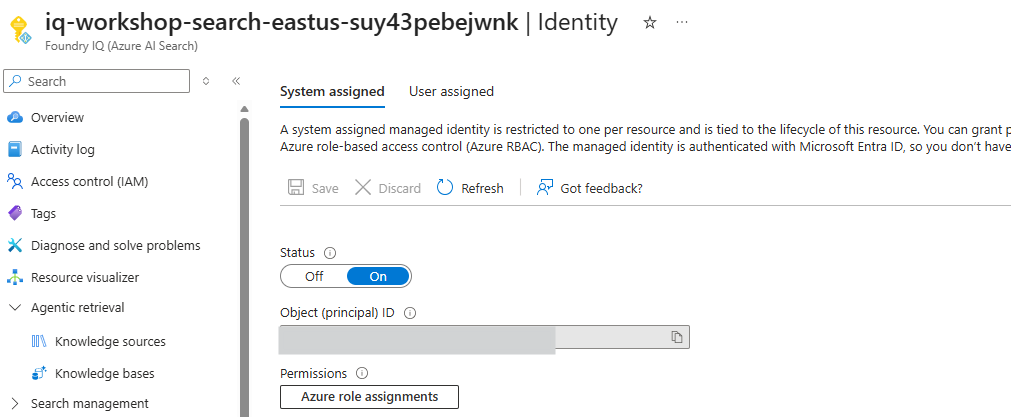 iq-workshop-search-eastus-suy43pebejwnk | Identity
Foundry IQ (Azure AI Search)
Search
Overview
Activity log
Access control (IAM)
Tags
Diagnose and solve problems
Resource visualizer
Agentic retrieval
Knowledge sources
Knowledge bases
Search management
System assigned User assigned
A system assigned managed identity is restricted to one per resource and is tied to the lifecycle of this resource. You can grant p
Azure role-based access control (Azure RBAC). The managed identity is authenticated with Microsoft Entra ID, so you don't have
Save Discard Refresh Got feedback?
Status
Off On
Object (principal) ID
Permissions
Azure role assignments